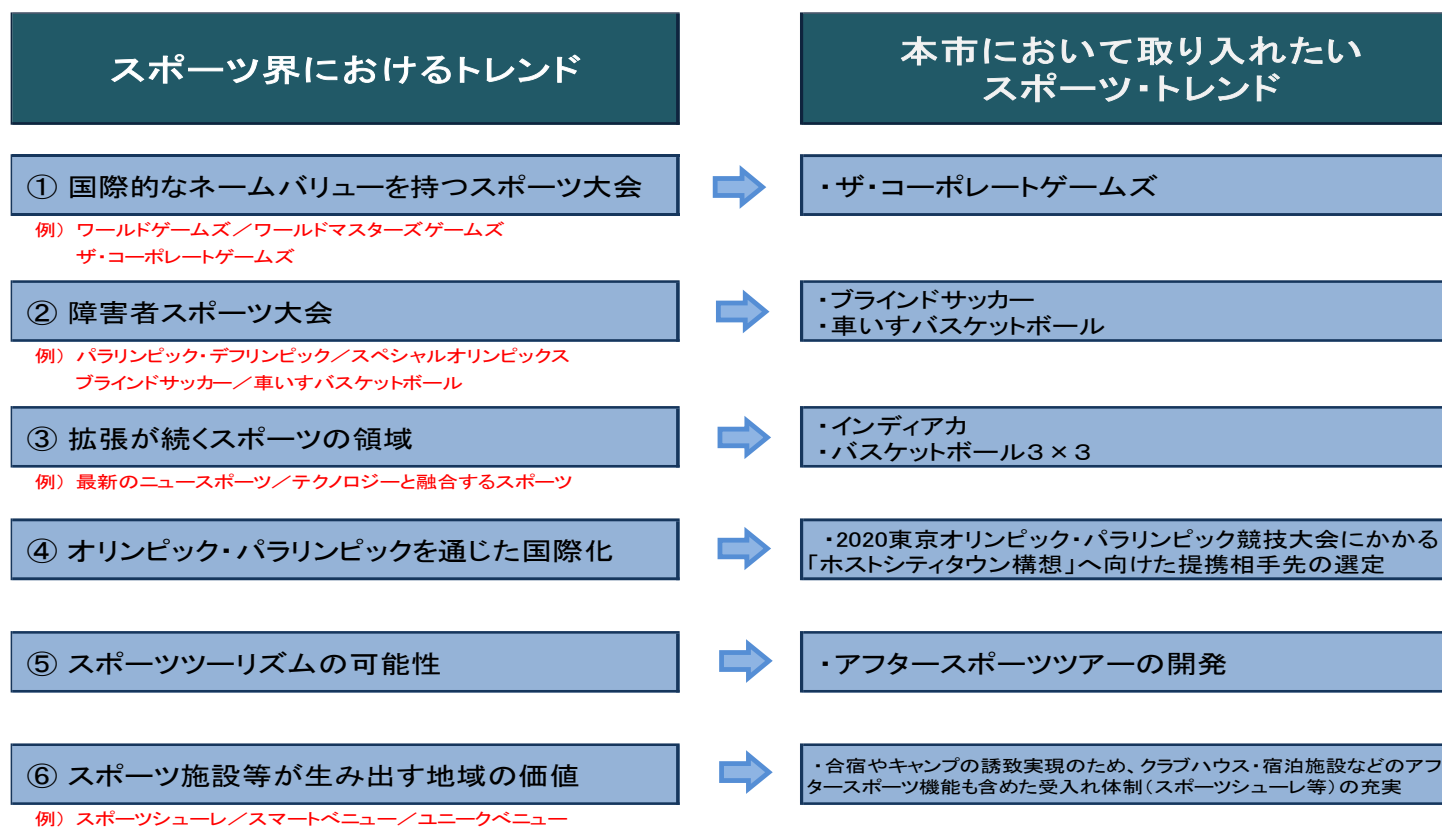 スポーツ界におけるトレンド
本市において取り入れたい
スポーツ・トレンド
① 国際的なネームバリューを持つスポーツ大会
・ザ・コーポレートゲームズ
例） ワールドゲームズ／ワールドマスターズゲームズ
ザ・コーポレートゲームズ
② 障害者スポーツ大会
・ブラインドサッカー
・車いすバスケットボール
例） パラリンピック・デフリンピック／スペシャルオリンピックス
ブラインドサッカー／車いすバスケットボール
③ 拡張が続くスポーツの領域
・インディアカ
・バスケットボール３×３
例） 最新のニュースポーツ／テクノロジーと融合するスポーツ
④ オリンピック・パラリンピックを通じた国際化
・2020東京オリンピック・パラリンピック競技大会にかかる
「ホストシティタウン構想」へ向けた提携相手先の選定
⑤ スポーツツーリズムの可能性
・アフタースポーツツアーの開発
⑥ スポーツ施設等が生み出す地域の価値
・合宿やキャンプの誘致実現のため、クラブハウス・宿泊施設などのアフ
タースポーツ機能も含めた受入れ体制（スポーツシューレ等）の充実
例） スポーツシューレ／スマートベニュー／ユニークベニュー